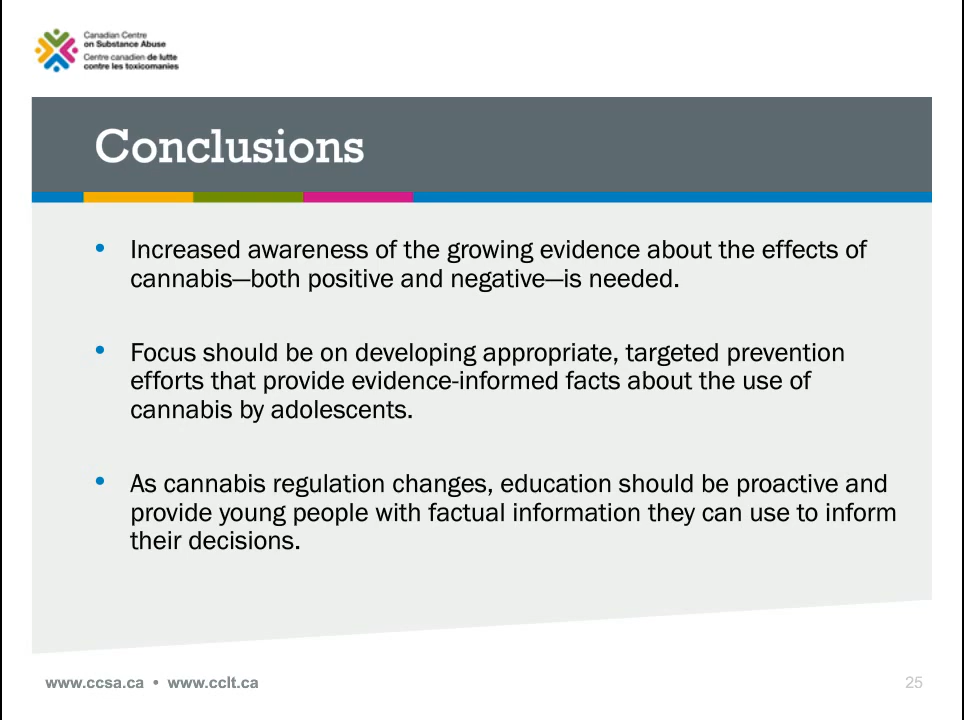 Canadian Centre
on Substance Abuse
Centre canadien de lutte
contre les toxicomanies
Conclusions
• Increased awareness of the growing evidence about the effects of
cannabis—both positive and negative—is needed.
• Focus should be on developing appropriate, targeted prevention
efforts that provide evidence-informed facts about the use of
cannabis by adolescents.
• As cannabis regulation changes, education should be proactive and
provide young people with factual information they can use to inform
their decisions.
www.ccsa.ca • www.cclt.ca
25